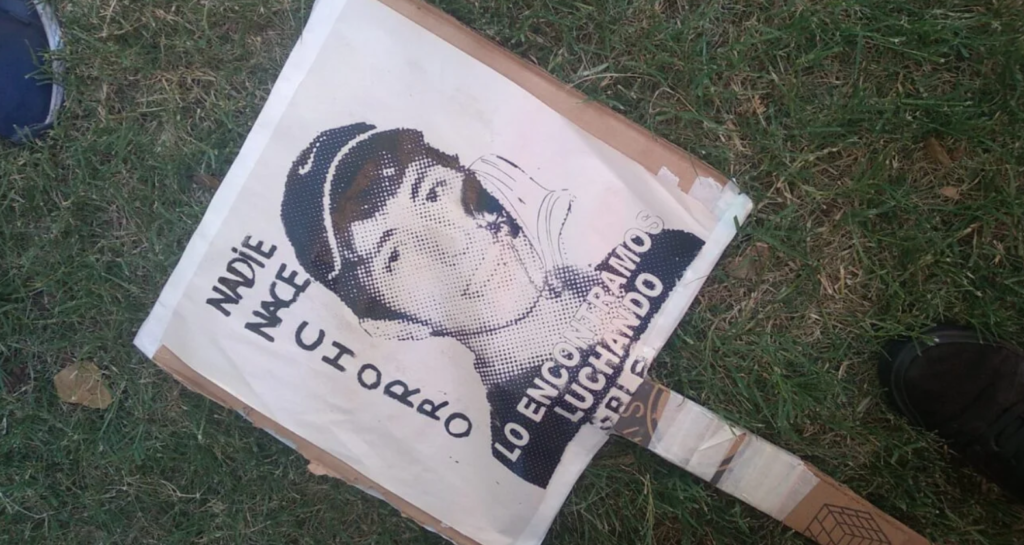 NADIE
NACE
CHORRO
LO ENCONTRAMOS
LUCHANDO